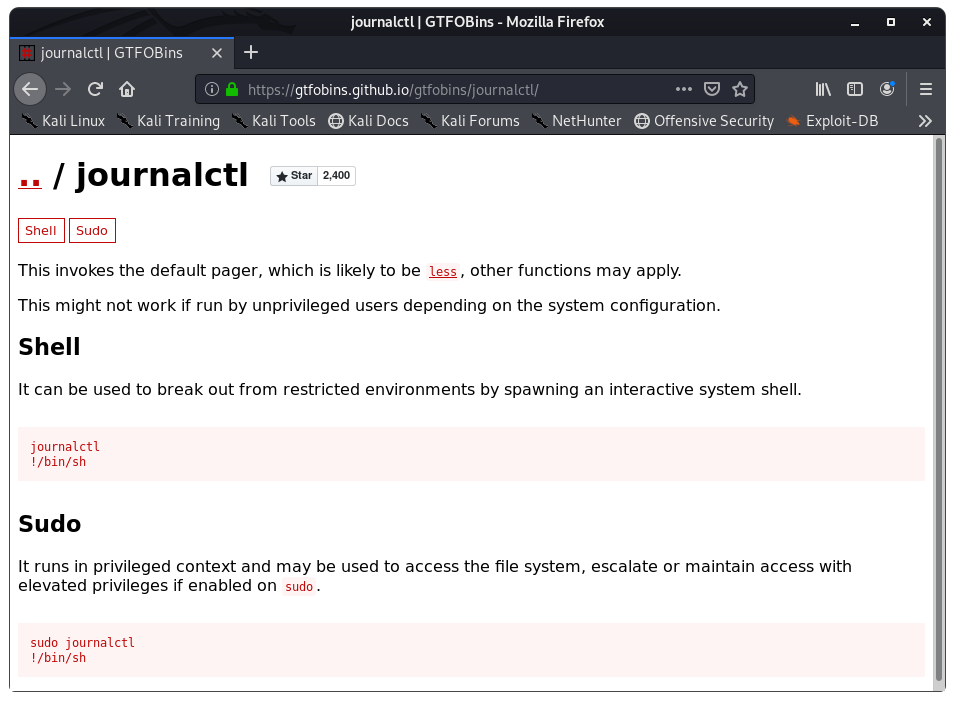 journalctl | GTFOBins - Mozilla Firefox
journalctl | GTFOBins
https://gtfobins.github.io/gtfobins/journalctl/
Kali Linux Kali Training Kali Tools Kali Docs Kali Forums NetHunter Offensive Security Exploit-DB
.. / journalctl Star 2,400
Shell Sudo
This invokes the default pager, which is likely to be less, other functions may apply.
This might not work if run by unprivileged users depending on the system configuration.
Shell
It can be used to break out from restricted environments by spawning an interactive system shell.
journalctl
!/bin/sh
Sudo
It runs in privileged context and may be used to access the file system, escalate or maintain access with
elevated privileges if enabled on sudo.
sudo journalctl
!/bin/sh